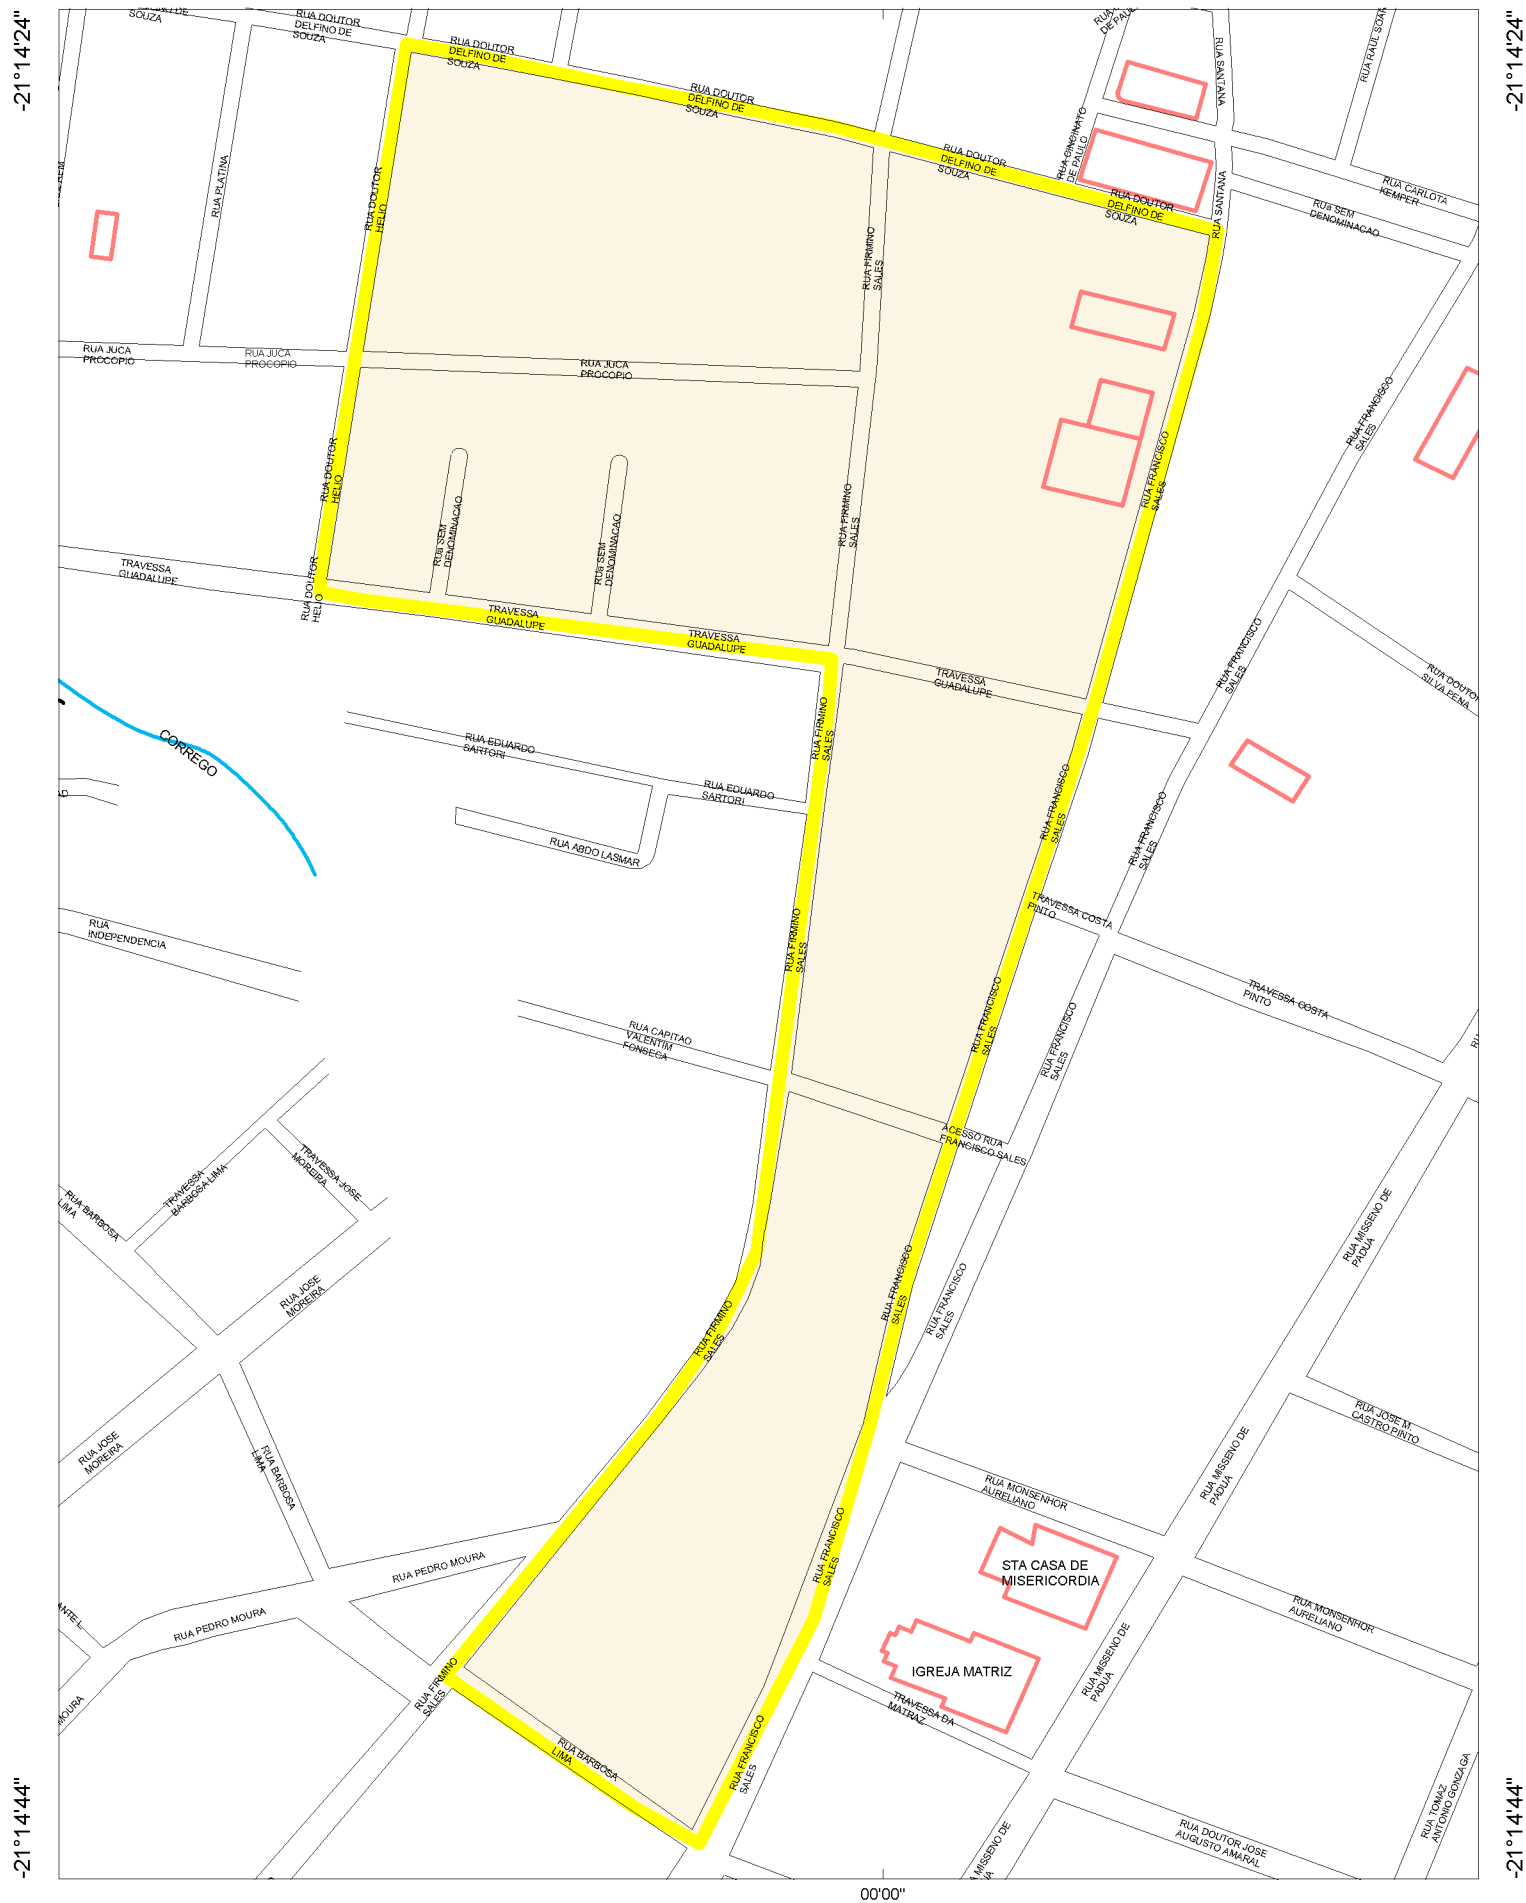 -21°14'24"
-21°14'24"
SOUZA
RUA DOUTOR
DELFINO DE
SOUZA
RUA DOUTOR
DELFINO DE
SOUZA
RUA DOUTOR
DELFINO DE
SOUZA
RUA DOUTOR
DELFINO DE
SOUZA
RUA DOUTOR
DELFINO DE
SOUZA
RUA SANTANA
RUA CINCINATO
DE PAULO
RUA SANTANA
RUA CARLOTA
KEMPER
RUa SEM
DENOMINACAO
RUA PLATINA
RUA DOUTOR
HELIO
RUA FIRMINO
SALES
RUA JUCA
PROCOPIO
RUA JUCA
PROCOPIO
RUA JUCA
PROCOPIO
RUA DOUTOR
HELIO
RUa SEM
DENOMINACAO
RUa SEM
DENOMINACAO
RUA FIRMINO
SALES
RUA FRANCISCO
SALES
RUA FRANCISCO
SALES
TRAVESSA
GUADALUPE
RUA DOUTOR
HELIO
TRAVESSA
GUADALUPE
TRAVESSA
GUADALUPE
TRAVESSA
GUADALUPE
RUA FRANCISCO
SALES
RUA DOUTOR
SILVA PENA
CORREGO
RUA EDUARDO
SARTORI
RUA EDUARDO
SARTORI
RUA ABDO LASMAR
RUA FIRMINO
SALES
RUA FRANCISCO
SALES
RUA FRANCISCO
SALES
RUA
INDEPENDENCIA
RUA FIRMINO
SALES
TRAVESSA COSTA
PINTO
TRAVESSA COSTA
PINTO
RUA CAPITAO
VALENTIM
FONSECA
RUA FRANCISCO
SALES
RUA FRANCISCO
SALES
ACESSO RUA
FRANCISCO SALES
TRAVESSA
BARBOSA LIMA
TRAVESSA JOSE
MOREIRA
RUA BARBOSA
LIMA
RUA JOSE
MOREIRA
RUA FIRMINO
SALES
RUA FRANCISCO
SALES
RUA FRANCISCO
SALES
RUA MISSENO DE
PADUA
RUA JOSE
MOREIRA
RUA BARBOSA
LIMA
RUA JOSE M.
CASTRO PINTO
RUA MISSENO DE
PADUA
RUA MONSENHOR
AURELIANO
RUA PEDRO MOURA
RUA PEDRO MOURA
RUA FRANCISCO
SALES
STA CASA DE
MISERICORDIA
RUA MONSENHOR
AURELIANO
IGREJA MATRIZ
RUA MISSENO DE
PADUA
RUA FIRMINO
SALES
TRAVESSA DA
MATRAZ
MOURA
RUA BARBOSA
LIMA
RUA FRANCISCO
SALES
RUA DOUTOR JOSE
AUGUSTO AMARAL
RUA TOMAZ
ANTONIO GONZAGA
-21°14'44"
-21°14'44"
00'00"